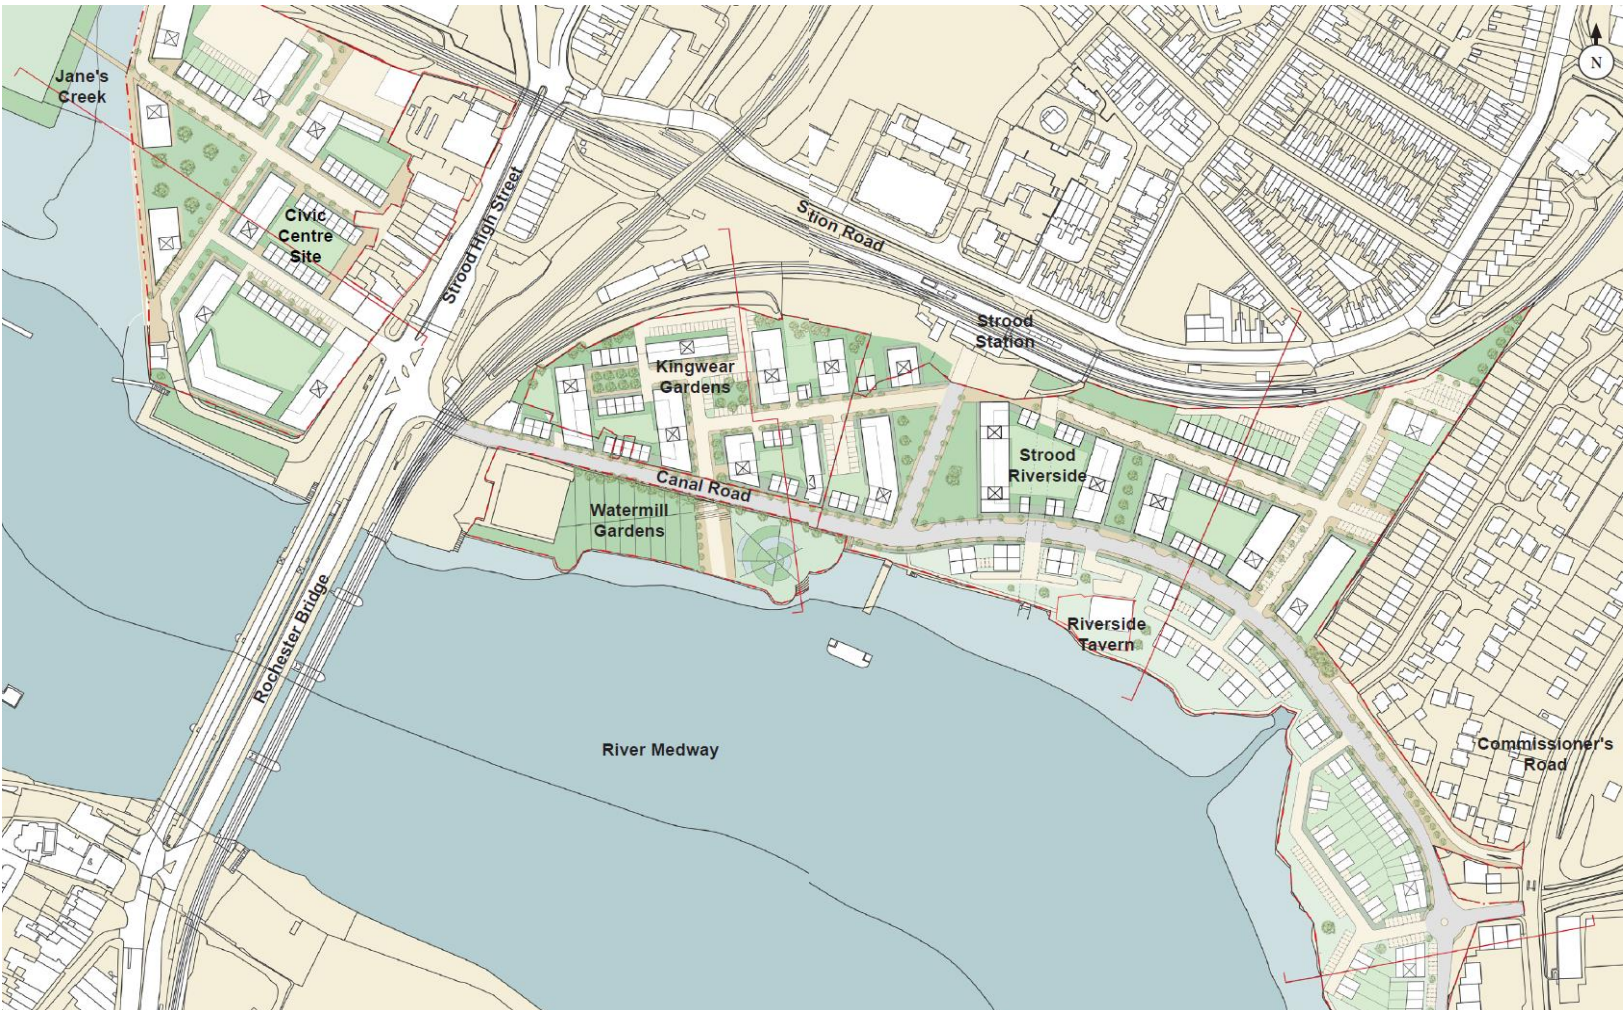 N
Jane's
Creek
Civic
Centre
Site
Strood High Street
Stion Road
Strood
Station
Kingwear
Gardens
Strood
Riverside
Canal Road
Watermill
Gardens
Riverside
Tavern
Rochester Bridge
River Medway
Commissioner's
Road